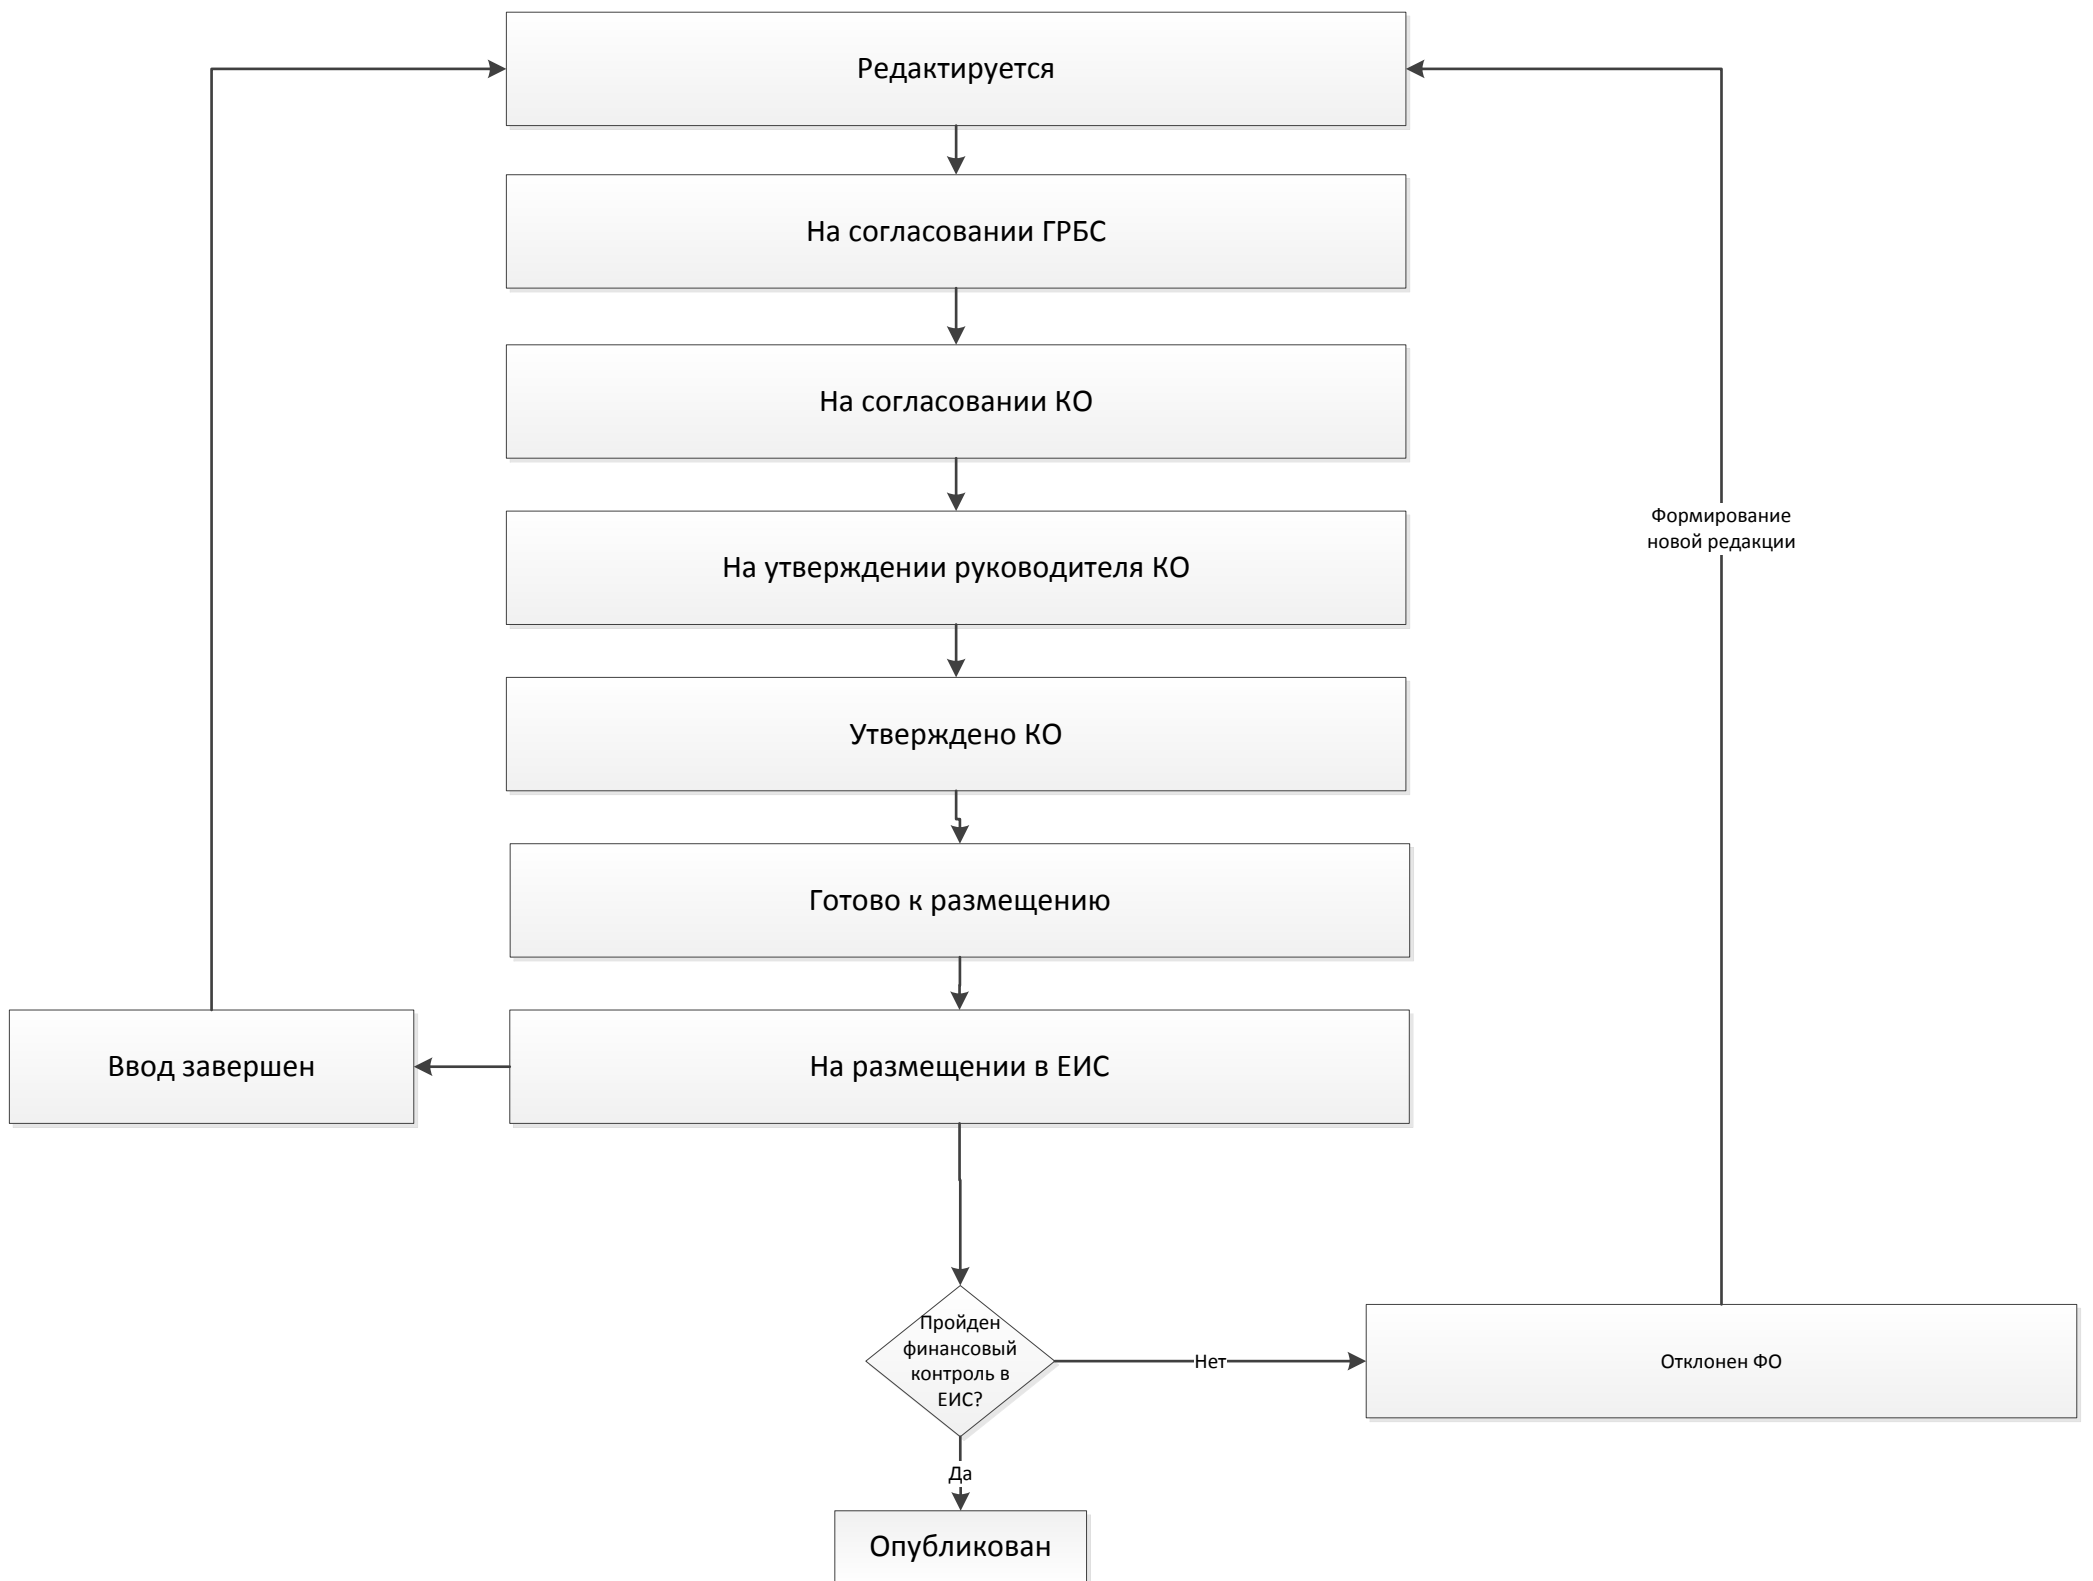 Редактируется
На согласовании ГРБС
На согласовании КО
Формирование
новой редакции
На утверждении руководителя КО
Утверждено КО
Готово к размещению
Ввод завершен
На размещении в ЕИС
Пройден
финансовый
контроль в
ЕИС?
Нет
Отклонен ФО
Да
Опубликован